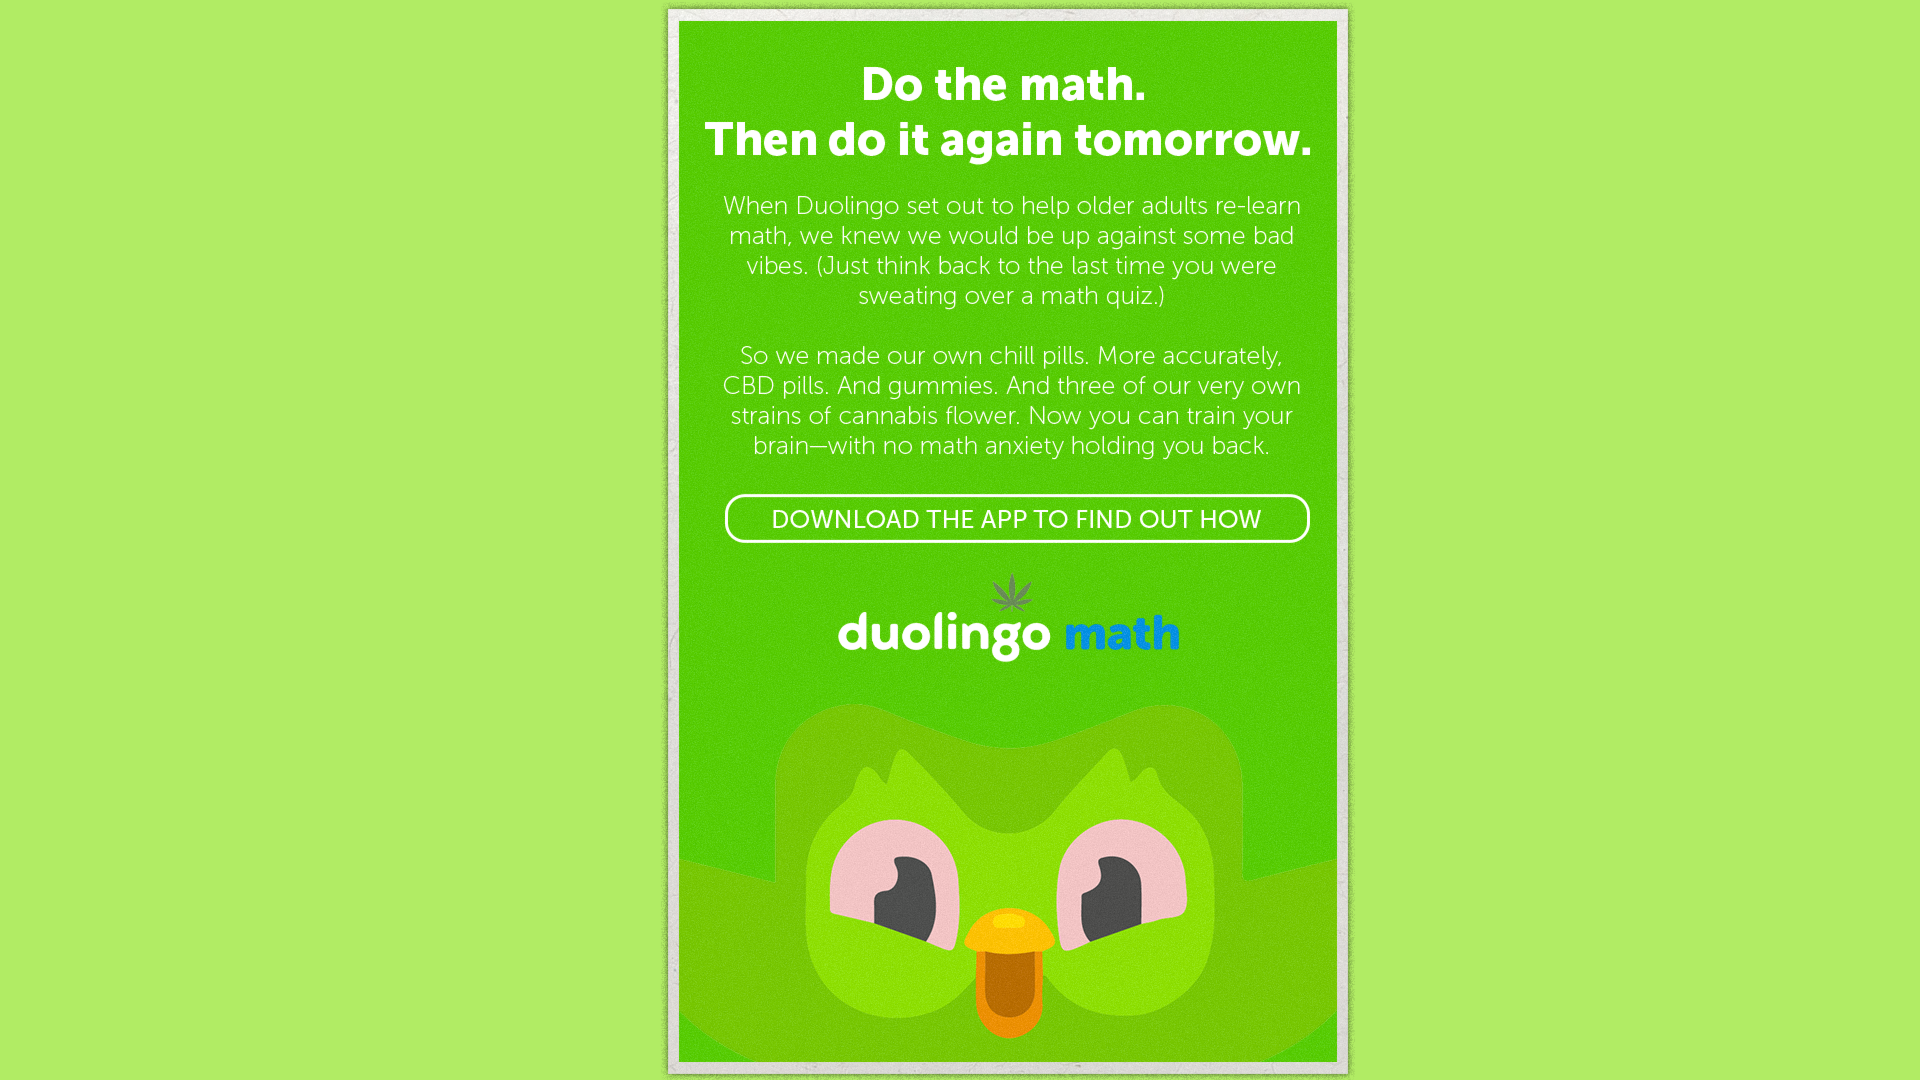 Do the math.
Then do it again tomorrow.
When Duolingo set out to help older adults re-learn
math, we knew we would be up against some bad
vibes. (Just think back to the last time you were
sweating over a math quiz.)
So we made our own chill pills. More accurately,
CBD pills. And gummies. And three of our very own
strains of cannabis flower. Now you can train your
brain—with no math anxiety holding you back.
DOWNLOAD THE APP TO FIND OUT HOW
duolingo math